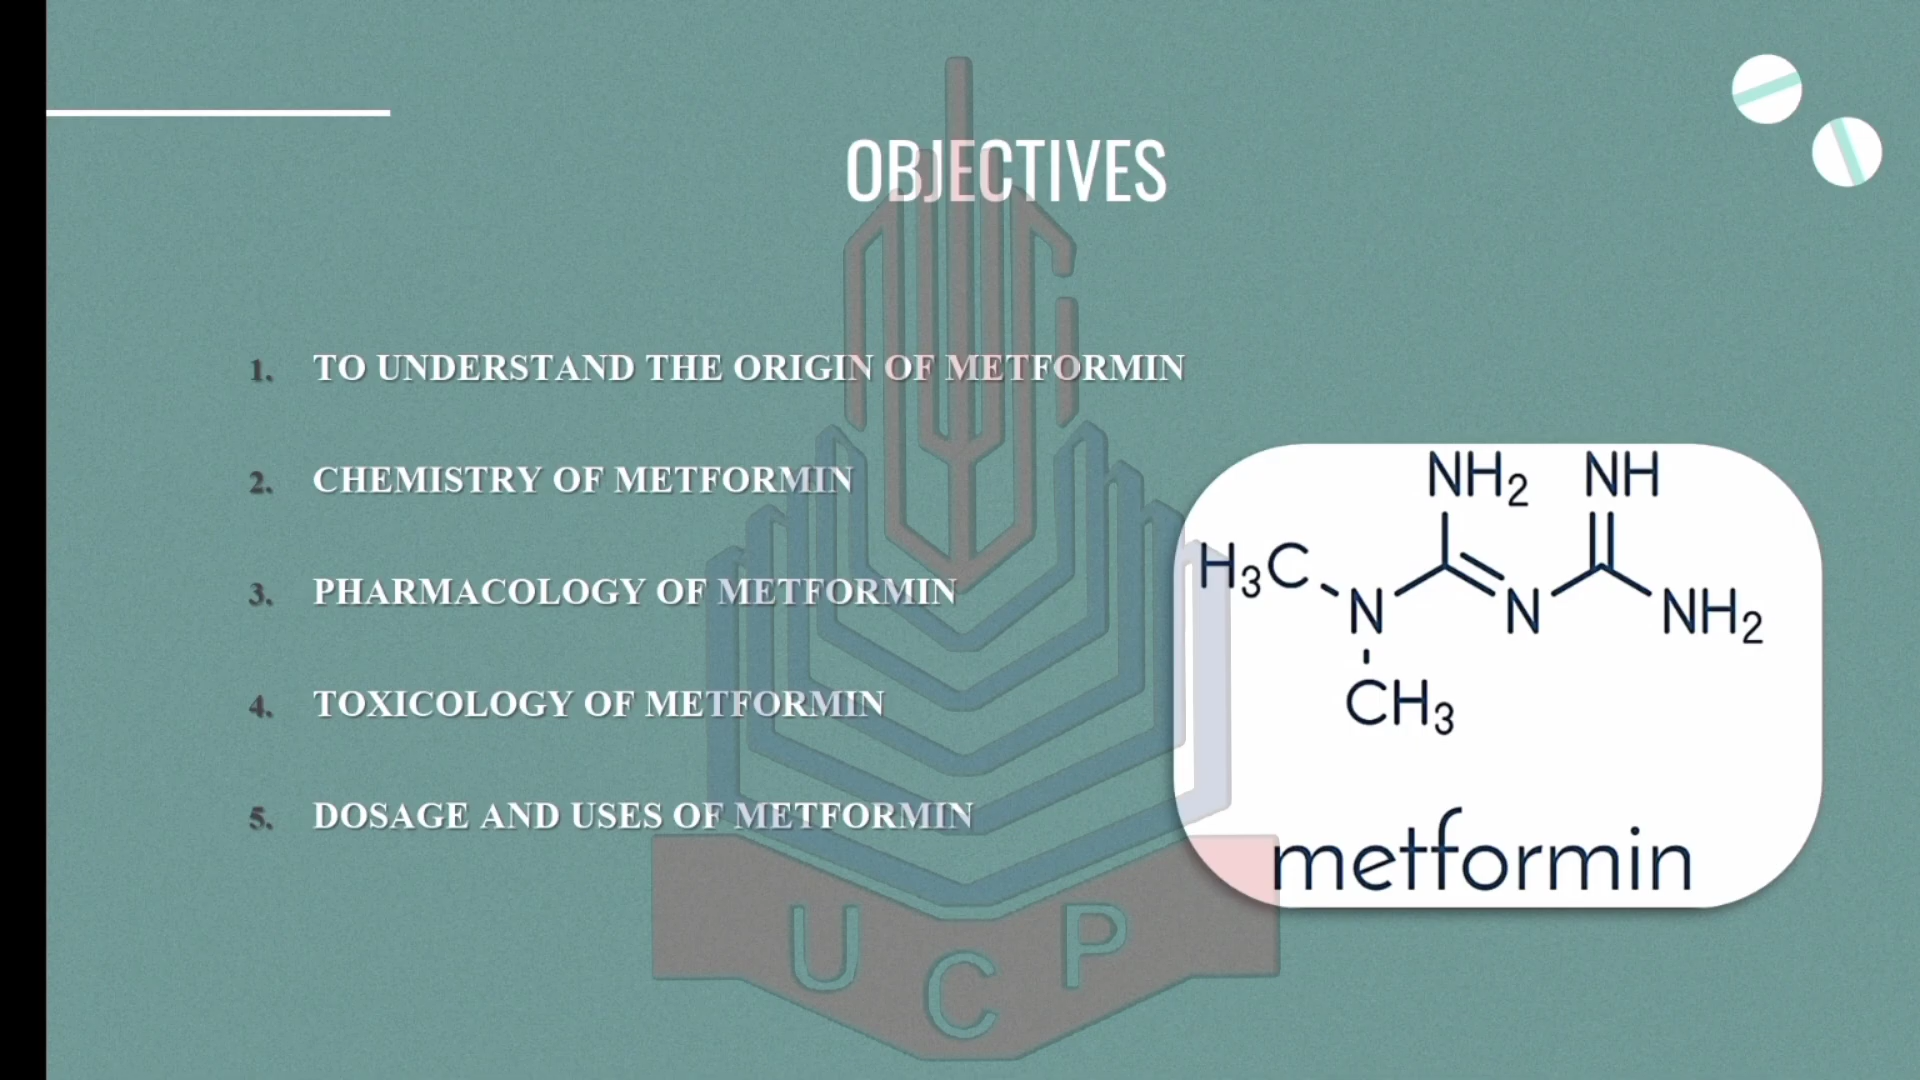 OBJECTIVES
1. TO UNDERSTAND THE ORIGIN OF METFORMIN
2. CHEMISTRY OF METFORMIN
3. PHARMACOLOGY OF METFORMIN
4. TOXICOLOGY OF METFORMIN
5. DOSAGE AND USES OF METFORMIN
NH2 NH
H3C
N N NH2
CH3
metformin
UCP